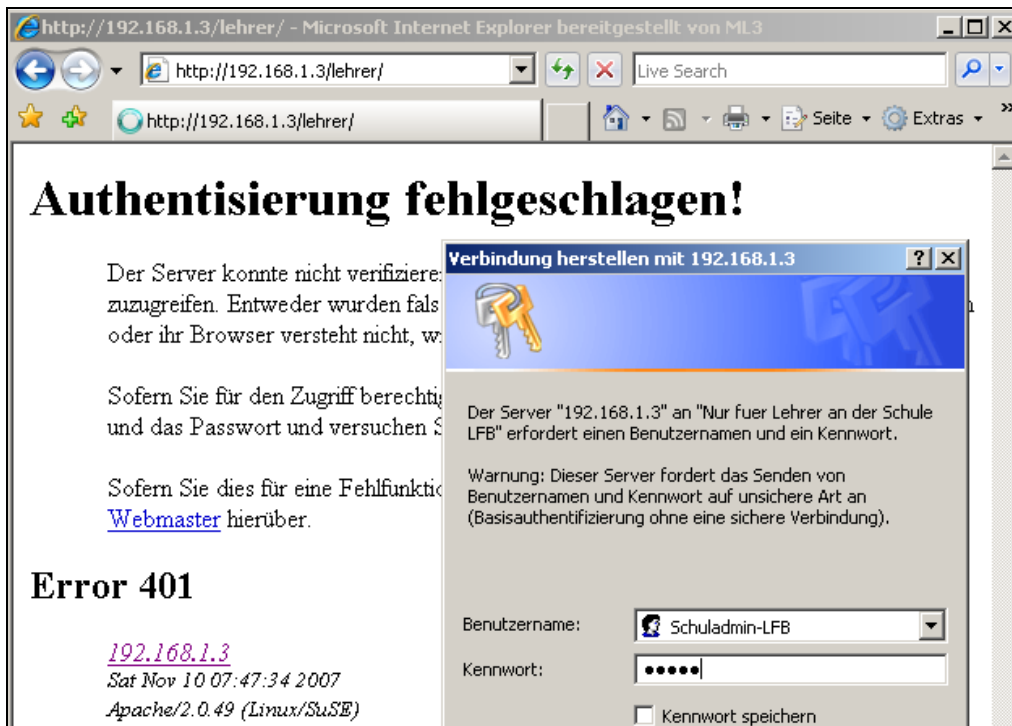 http://192.168.1.3/lehrer/ - Microsoft Internet Explorer bereitgestellt von ML3
http://192.168.1.3/lehrer/
Live Search
http://192.168.1.3/lehrer/
Seite
Extras
Authentisierung fehlgeschlagen!
Der Server konnte nicht
zuzugreifen. Entweder wurden
oder ihr Browser versteht nicht,
Sofern Sie für den Zugriff
und das Passwort und versuchen
Sofern Sie dies für eine
Webmaster hierüber.
Error 401
192.168.1.3
Sat Nov 10 07:47:34 2007
Apache/2.0.49 (Linux/SuSE)
Verbindung herstellen mit 192.168.1.3
Der Server "192.168.1.3" an "Nur fuer Lehrer an der Schule
LFB" erfordert einen Benutzernamen und ein Kennwort.
Warnung: Dieser Server fordert das Senden von
Benutzernamen und Kennwort auf unsichere Art an
(Basisauthentifizierung ohne eine sichere Verbindung).
Benutzername:
Schuladmin-LFB
Kennwort:
●●●●●
Kennwort speichern